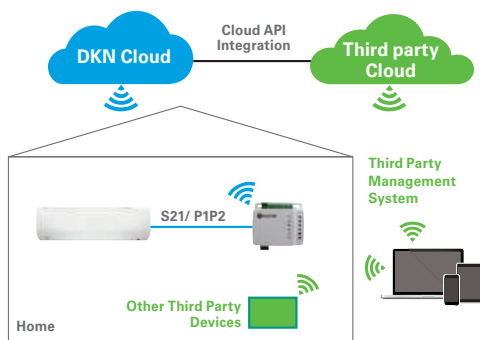 Cloud API
Integration
DKN Cloud
Third party
Cloud
Third Party
Management
System
S21/ P1P2
Other Third Party
Devices
Home